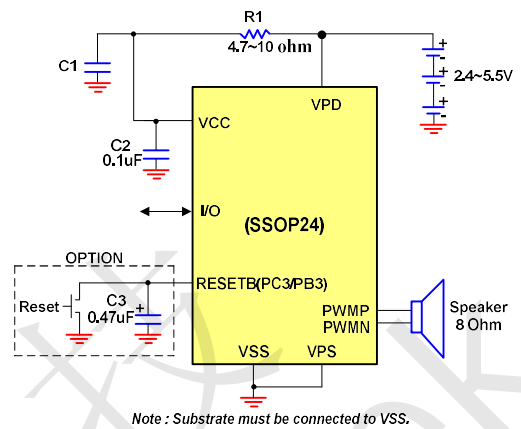 R1
4.7~10 ohm
C1
+
-
+
-
+
-
2.4~5.5V
VPD
VCC
C2
0.1uF
I/O
(SSOP24)
OPTION
Reset
C3
0.47uF
+
RESETB(PC3/PB3)
PWMP
PWMN
Speaker
8 Ohm
VSS
VPS
Note : Substrate must be connected to VSS.